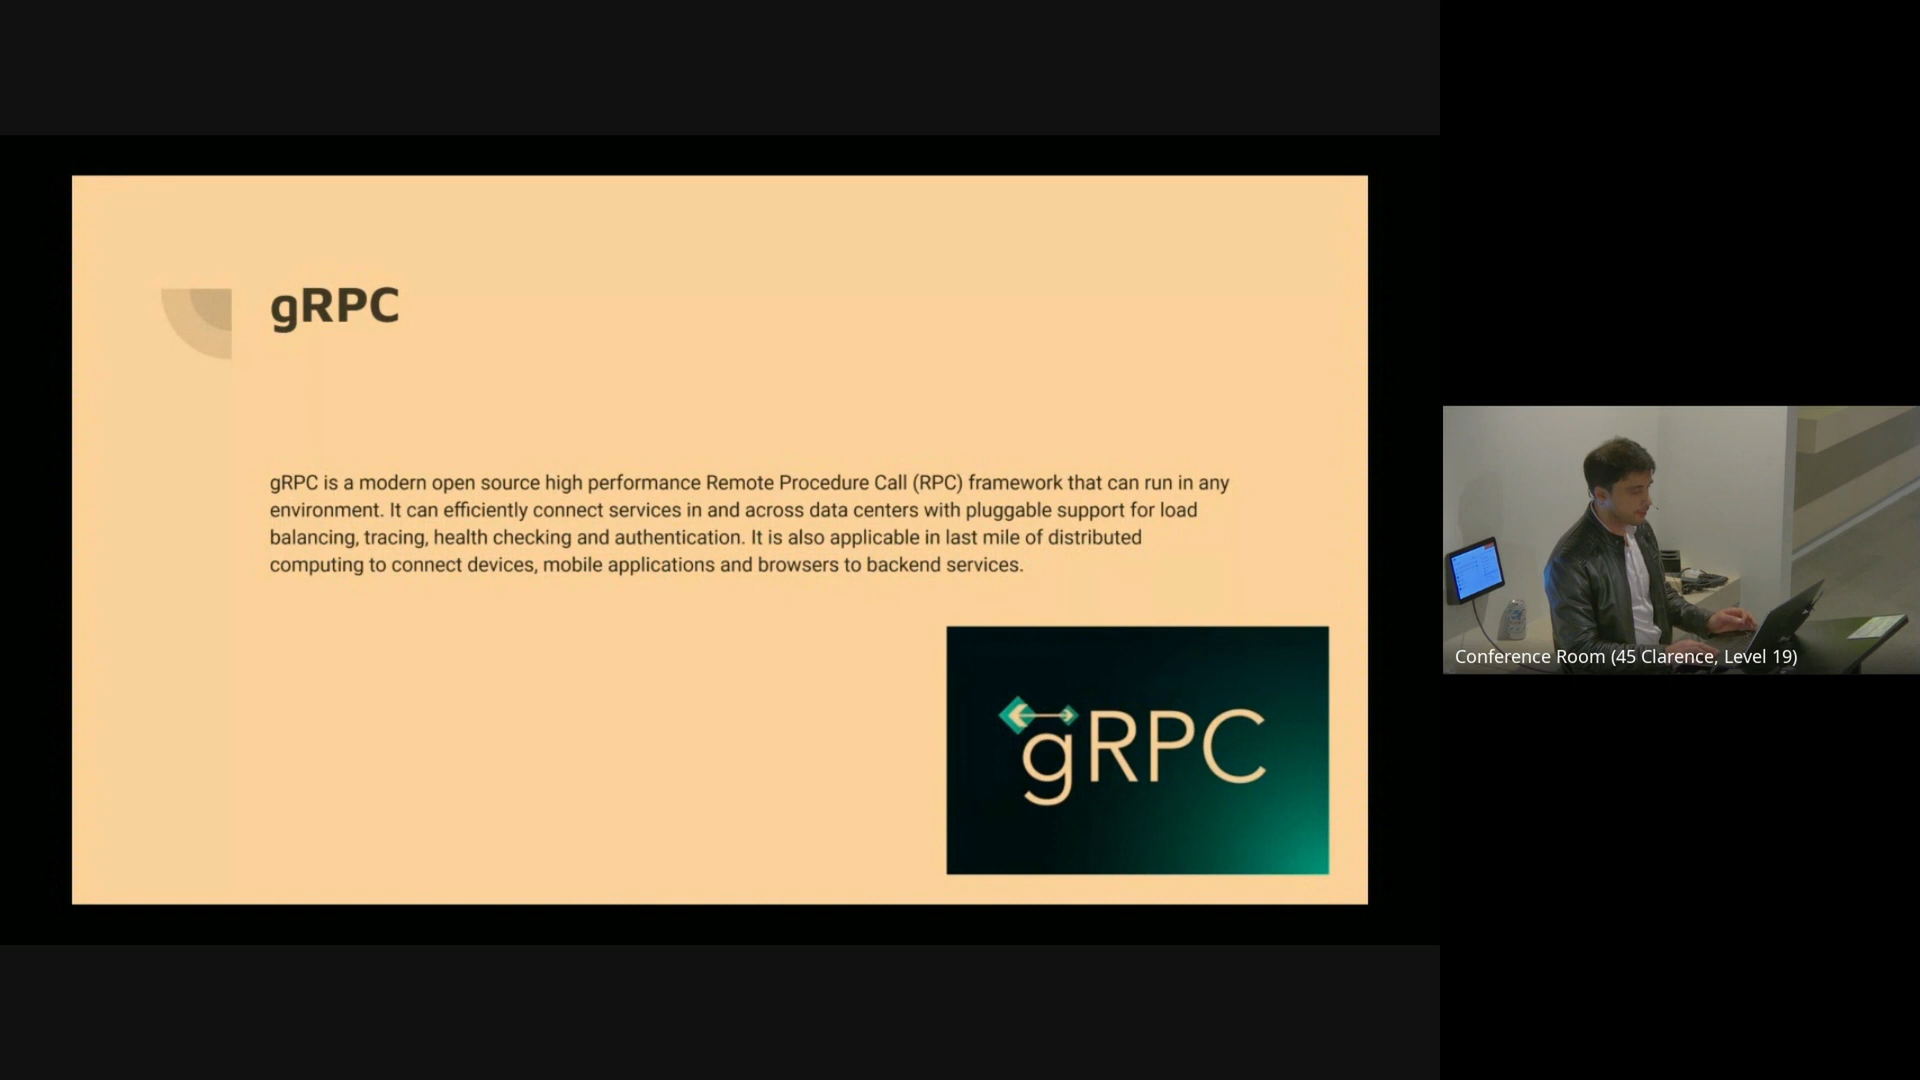 gRPC
gRPC is a modern open source high performance Remote Procedure Call (RPC) framework that can run in any
environment. It can efficiently connect services in and across data centers with pluggable support for load
balancing, tracing, health checking and authentication. It is also applicable in last mile of distributed
computing to connect devices, mobile applications and browsers to backend services.
gRPC
Conference Room (45 Clarence, Level 19)